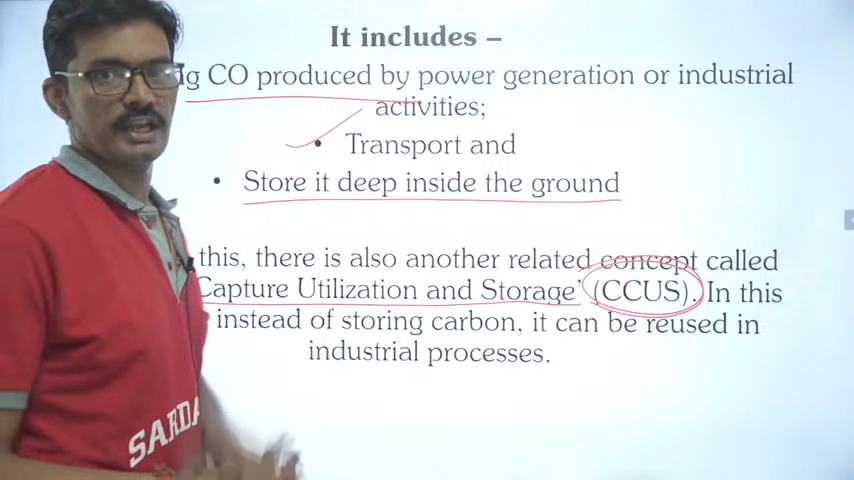 It includes –
CO produced by power generation or industrial
activities;
• Transport and
• Store it deep inside the ground
this, there is also another related concept called
Capture Utilization and Storage' (CCUS). In this
instead of storing carbon, it can be reused in
industrial processes.
SARDA